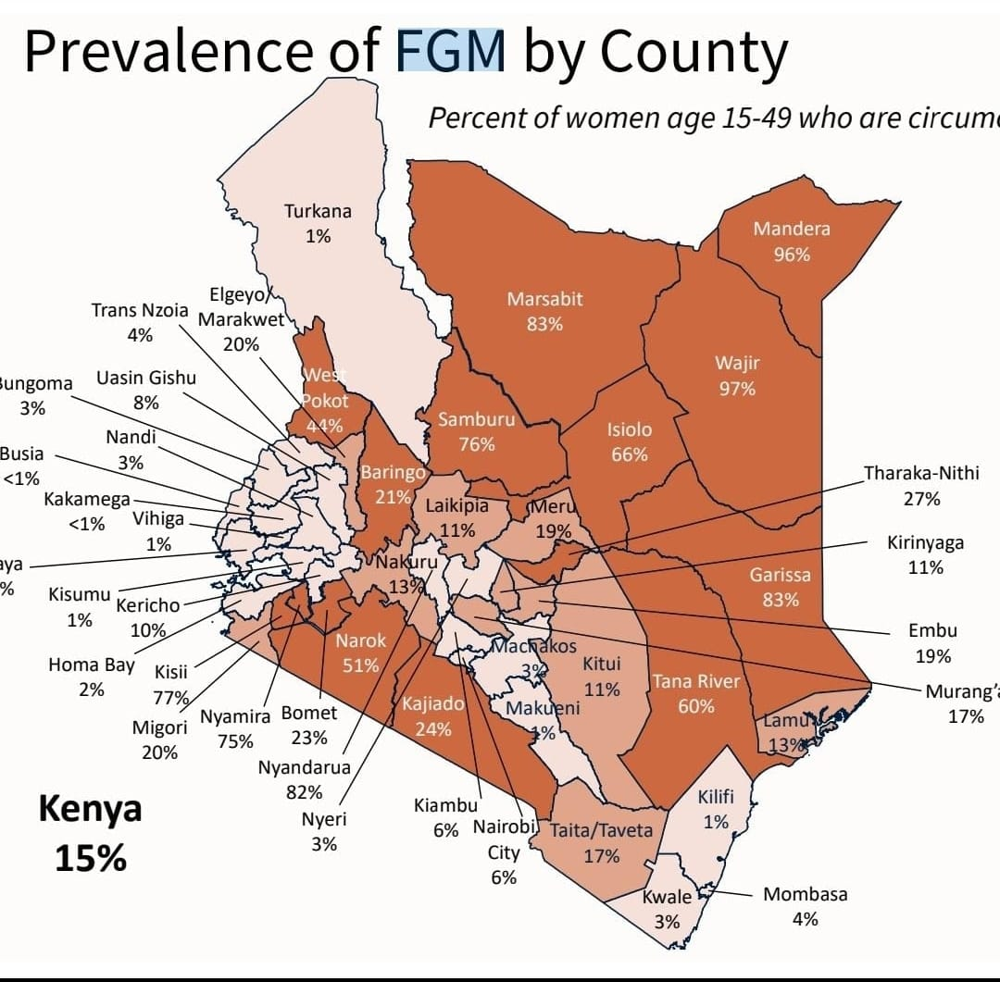 Prevalence of FGM by County
Percent of women age 15-49 who are circum
Turkana
1%
Mandera
96%
Marsabit
83%
Wajir
97%
Elgeyo/
Marakwet
20%
Trans Nzoia
4%
West
Pokot
44%
Samburu
76%
Isiolo
66%
Bungoma
3%
Uasin Gishu
8%
Nandi
3%
Busia
<1%
Baringo
21%
Kakamega
<1%
Vihiga
1%
Laikipia
11%
Meru
19%
Tharaka-Nithi
27%
Kirinyaga
11%
aya
%
Nakuru
13%
Garissa
83%
Kisumu
1%
Kericho
10%
Embu
19%
Homa Bay
2%
Kisii
77%
Narok
51%
Machakos
3%
Kitui
11%
Tana River
60%
Murang'a
17%
Migori
20%
Nyamira
75%
Bomet
23%
Kajiado
24%
Makueni
1%
Lamu
13%
Nyandarua
82%
Nyeri
3%
Kiambu
6%
Nairobi
City
6%
Taita/Taveta
17%
Kilifi
1%
Kwale
3%
Mombasa
4%
Kenya
15%